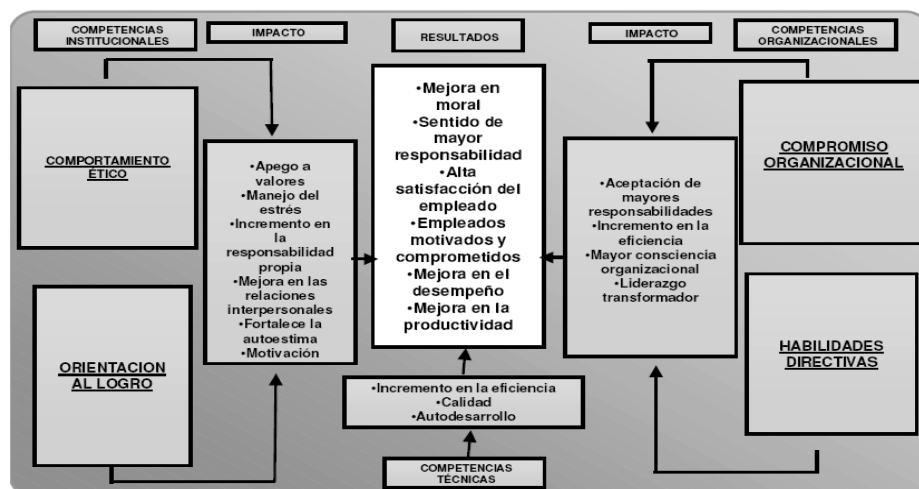 COMPETENCIAS
INSTITUCIONALES
IMPACTO
RESULTADOS
IMPACTO
COMPETENCIAS
ORGANIZACIONALES
COMPORTAMIENTO
ÉTICO
ORIENTACION
AL LOGRO
•Apego a
valores
•Manejo del
estrés
•Incremento en
la
responsabilidad
propia
•Mejora en las
relaciones
interpersonales
•Fortalece la
autoestima
•Motivación
•Mejora en
moral
•Sentido de
mayor
responsabilidad
•Alta
satisfacción del
empleado
•Empleados
motivados y
comprometidos
•Mejora en el
desempeño
•Mejora en la
productividad
•Incremento en la eficiencia
•Calidad
•Autodesarrollo
COMPETENCIAS
TÉCNICAS
•Aceptación de
mayores
responsabilidades
•Incremento en la
eficiencia
•Mayor consciencia
organizacional
•Liderazgo
transformador
COMPROMISO
ORGANIZACIONAL
HABILIDADES
DIRECTIVAS